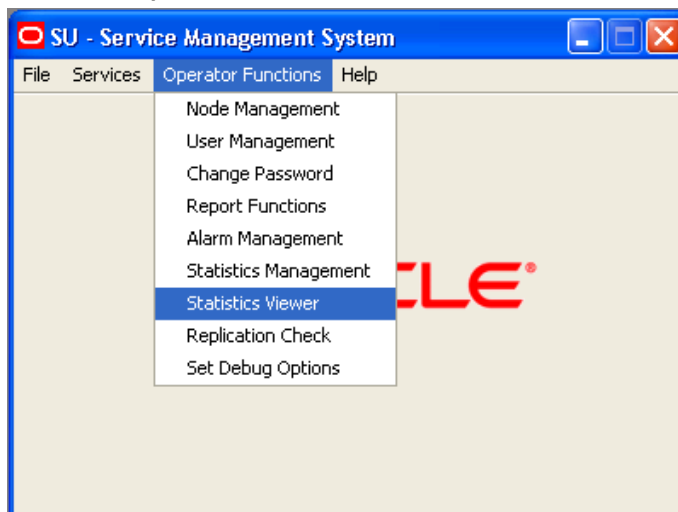 SU - Service Management System
File Services Operator Functions Help
Node Management
User Management
Change Password
Report Functions
Alarm Management
Statistics Management
Statistics Viewer
Replication Check
Set Debug Options
CLE®